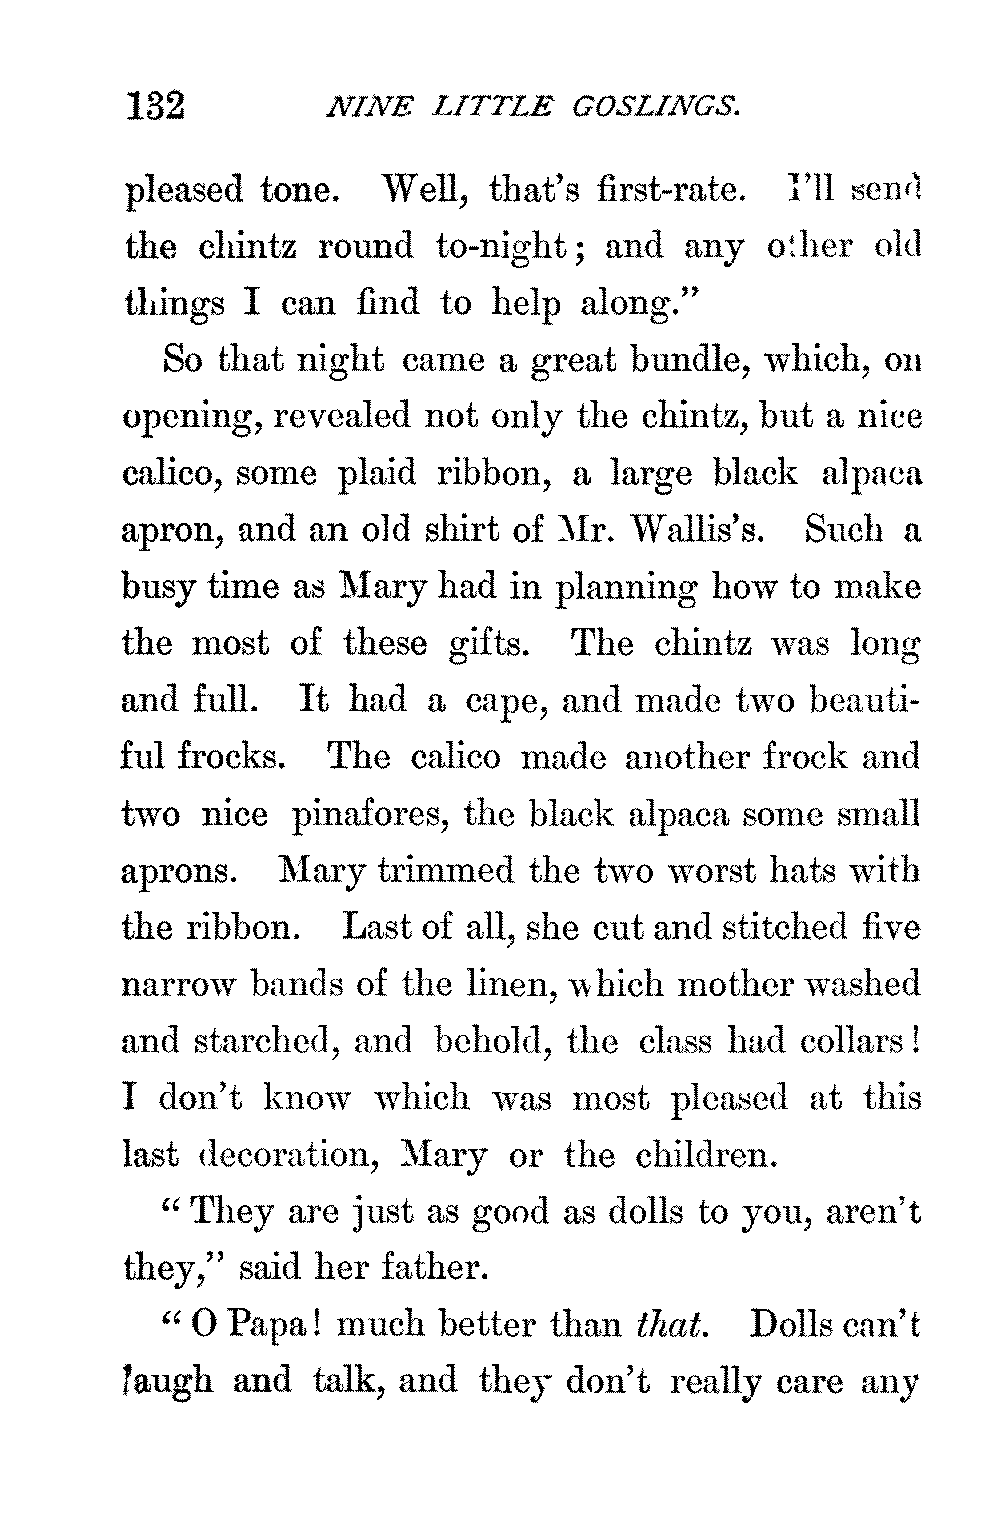 132 NINE LITTLE GOSLINGS.
pleased tone. Well, that's first-rate. I'll send
the chintz round to-night; and any other old
things I can find to help along."
So that night came a great bundle, which, on
opening, revealed not only the chintz, but a nice
calico, some plaid ribbon, a large black alpaca
apron, and an old shirt of Mr. Wallis's. Such a
busy time as Mary had in planning how to make
the most of these gifts. The chintz was long
and full. It had a cape, and made two beauti-
ful frocks. The calico made another frock and
two nice pinafores, the black alpaca some small
aprons. Mary trimmed the two worst hats with
the ribbon. Last of all, she cut and stitched five
narrow bands of the linen, which mother washed
and starched, and behold, the class had collars!
I don't know which was most pleased at this
last decoration, Mary or the children.
"They are just as good as dolls to you, aren't
they," said her father.
"O Papa! much better than that. Dolls can't
laugh and talk, and they don't really care any